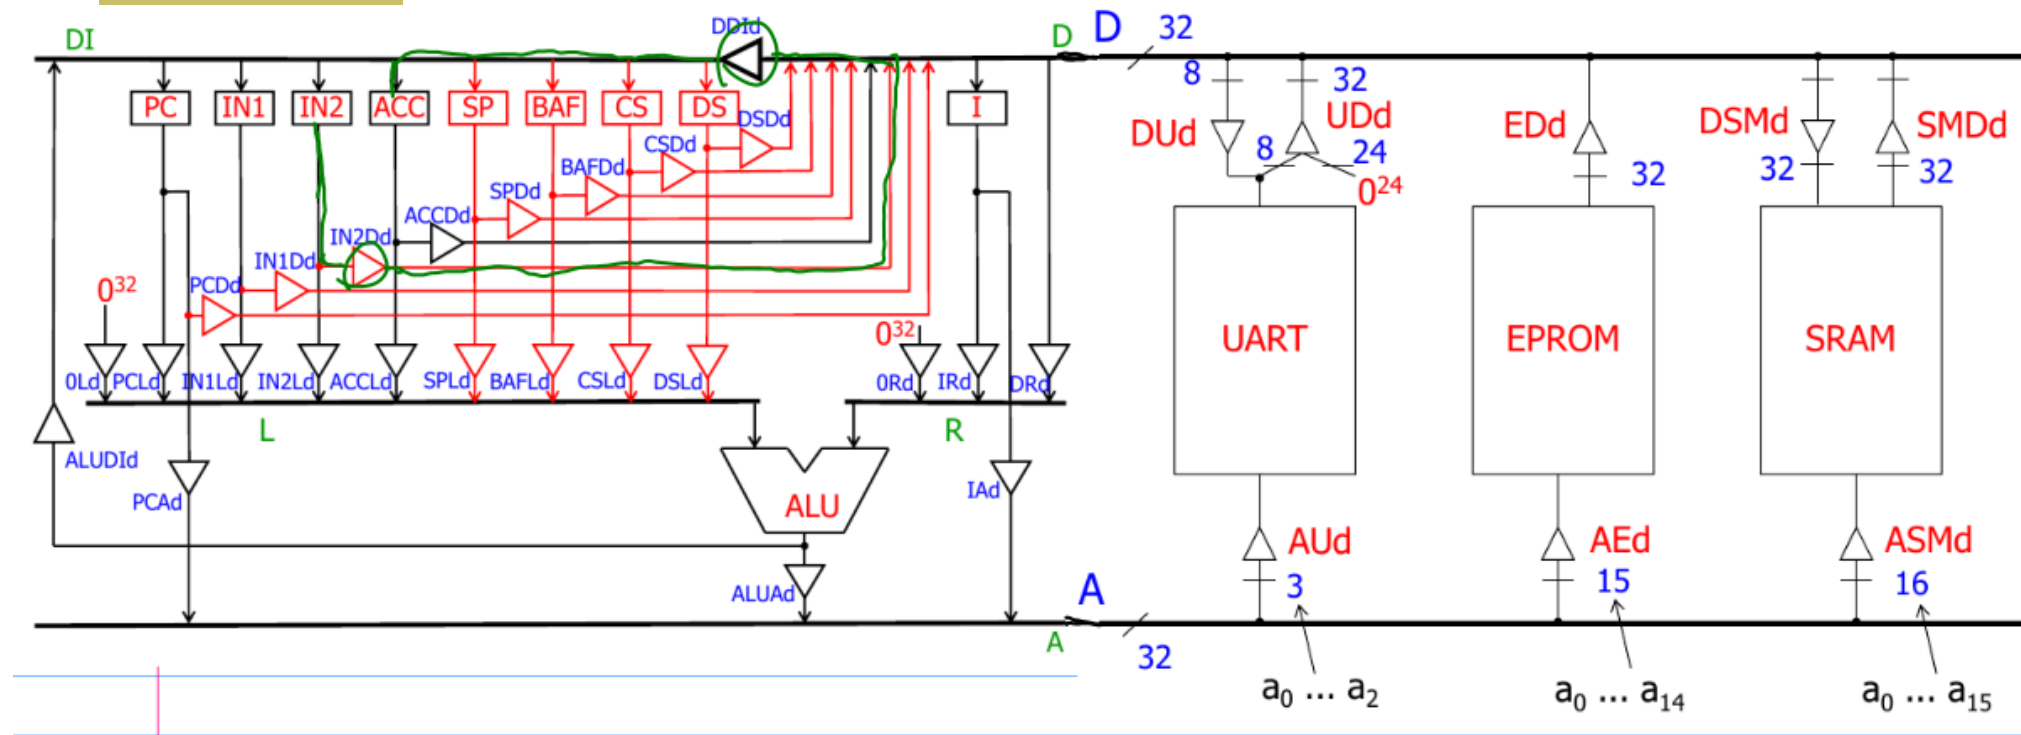 DI
DDId
D
D
32
PC
IN1
IN2
ACC
SP
BAF
CS
DS
I
8
32
DUd
UDd
8
24
0²⁴
EDd
32
DSMd
SMDd
32
32
DSDd
CSDd
BAFDd
SPDd
ACCDd
IN2Dd
IN1Dd
PCDd
0³²
0³²
UART
EPROM
SRAM
0Ld
PCLd
IN1Ld
IN2Ld
ACCLd
SPLd
BAFLd
CSLd
DSLd
0Rd
IRd
DRd
L
R
ALUDId
PCAd
ALU
IAd
AUd
AEd
ASMd
3
15
16
ALUAd
A
A
32
a₀ ... a₂
a₀ ... a₁₄
a₀ ... a₁₅